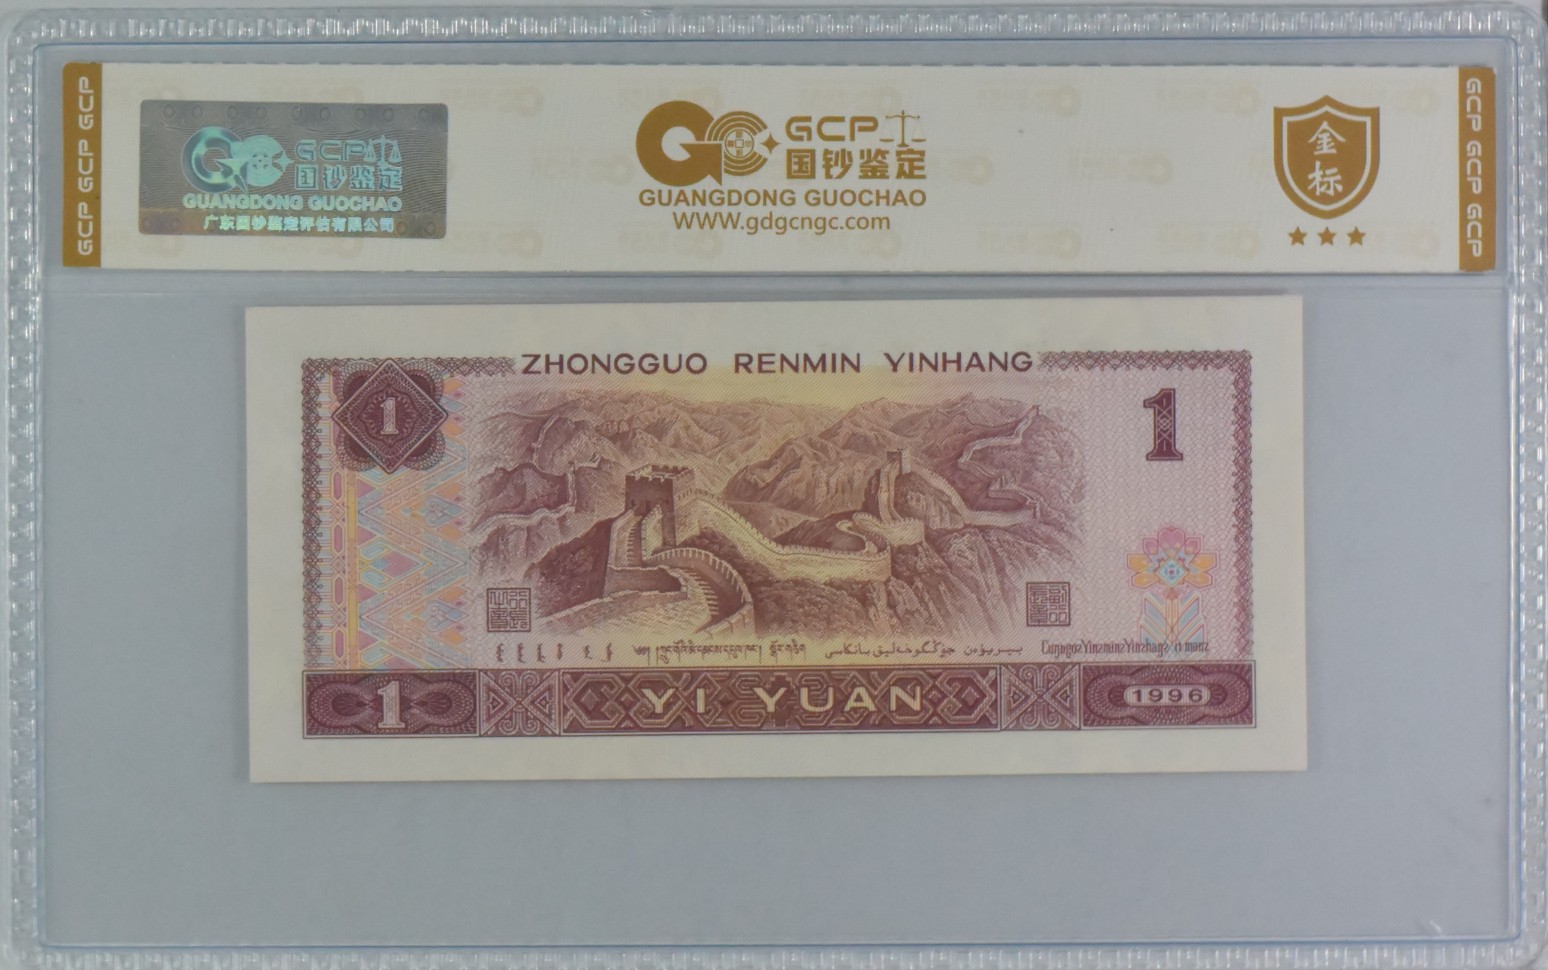 GCP GCP GCP
GCP
国钞鉴定
GUANGDONG GUOCHAO
广东国钞鉴定评估有限公司
GCP
国钞鉴定
GUANGDONG GUOCHAO
WWW.gdgcngc.com
金
标
GCP GCP GCP
ZHONGGUO RENMIN YINHANG
1
1
1
YI YUAN
1996